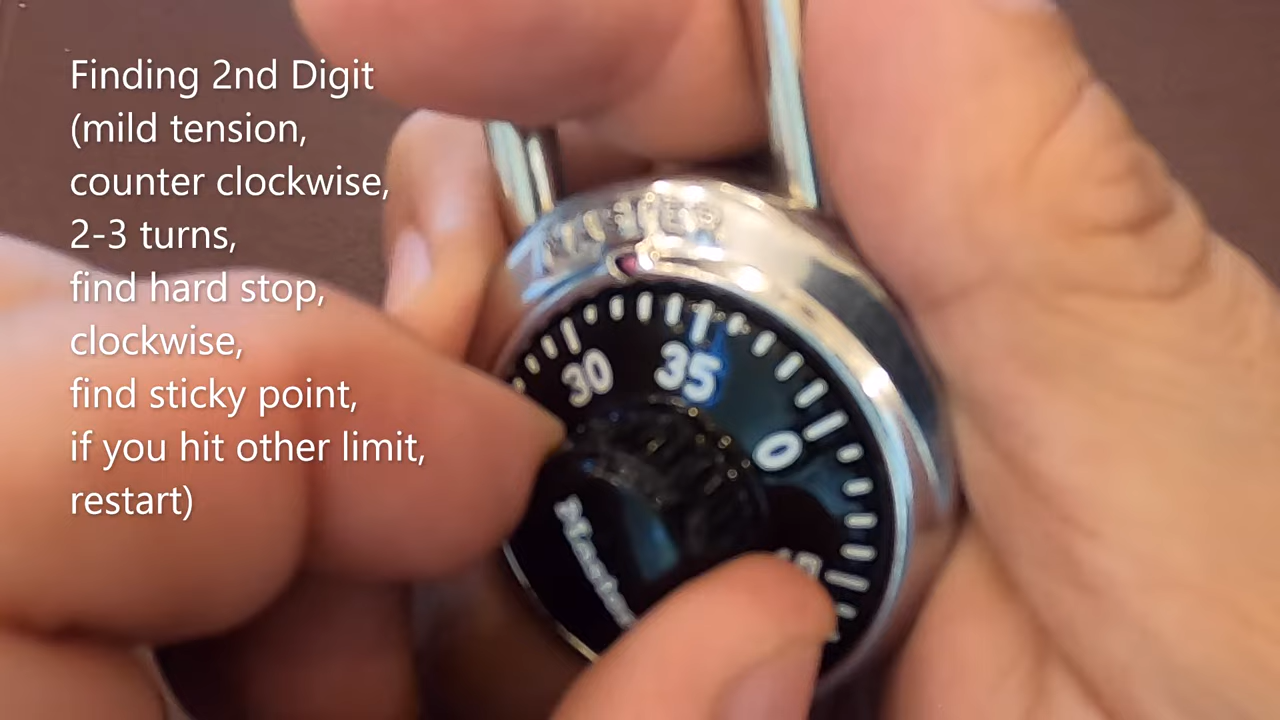 Finding 2nd Digit
(mild tension,
counter clockwise,
2-3 turns,
find hard stop,
clockwise,
find sticky point,
if you hit other limit,
restart)
30
35
0
Master